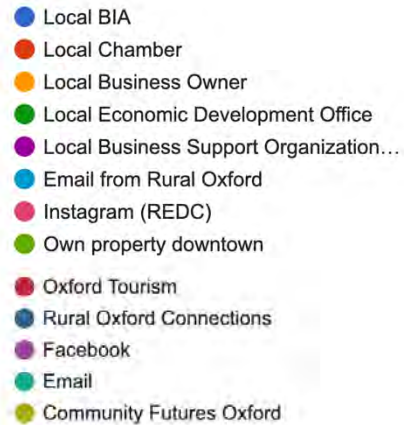 Local BIA
Local Chamber
Local Business Owner
Local Economic Development Office
Local Business Support Organization…
Email from Rural Oxford
Instagram (REDC)
Own property downtown
Oxford Tourism
Rural Oxford Connections
Facebook
Email
Community Futures Oxford